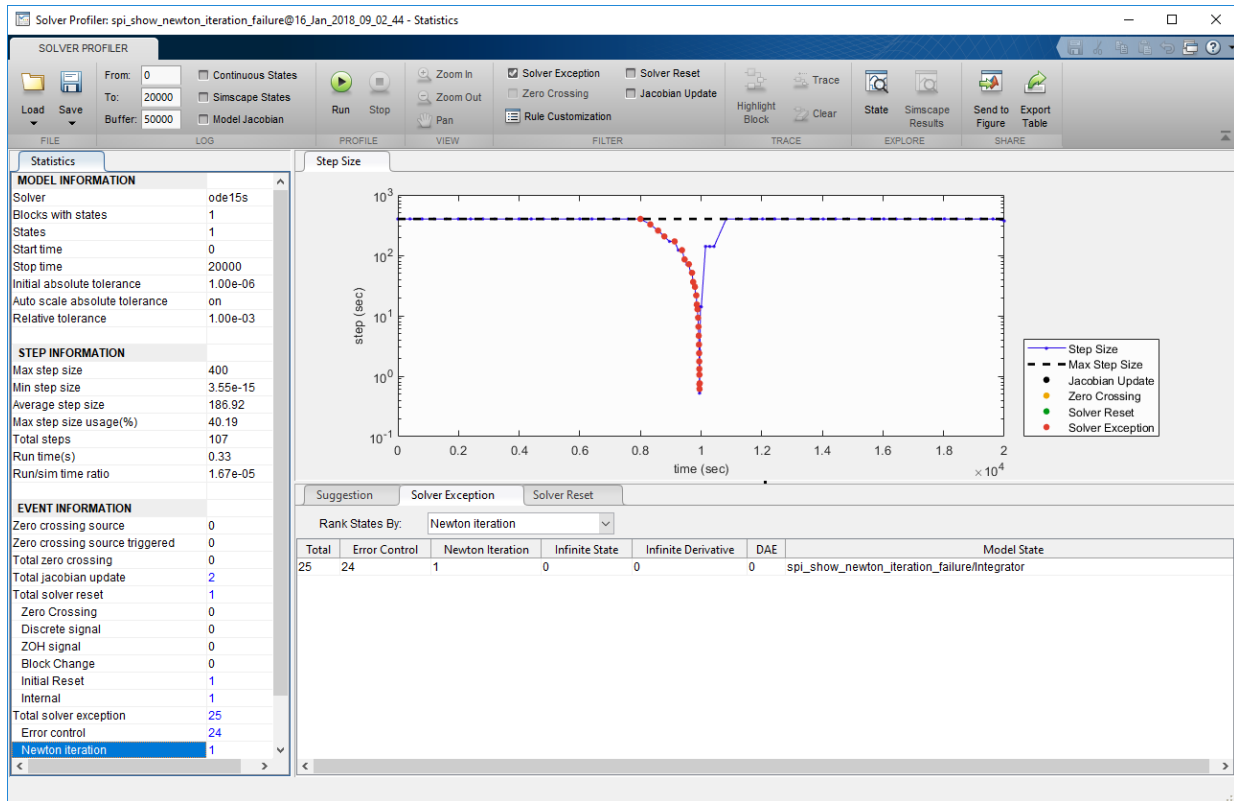 Solver Profiler: spi_show_newton_iteration_failure@16_Jan_2018_09_02_44 - Statistics
SOLVER PROFILER
Load
Save
FILE
From: 0
To: 20000
Buffer: 50000
Continuous States
Simscape States
Model Jacobian
LOG
Run
Stop
PROFILE
Zoom In
Zoom Out
Pan
VIEW
Solver Exception
Solver Reset
Zero Crossing
Jacobian Update
Rule Customization
FILTER
Highlight
Block
Trace
Clear
TRACE
State
Simscape
Results
EXPLORE
Send to
Figure
Export
Table
SHARE
Statistics
MODEL INFORMATION
Solver ode15s
Blocks with states 1
States 1
Start time 0
Stop time 20000
Initial absolute tolerance 1.00e-06
Auto scale absolute tolerance on
Relative tolerance 1.00e-03
STEP INFORMATION
Max step size 400
Min step size 3.55e-15
Average step size 186.92
Max step size usage(%) 40.19
Total steps 107
Run time(s) 0.33
Run/sim time ratio 1.67e-05
EVENT INFORMATION
Zero crossing source 0
Zero crossing source triggered 0
Total zero crossing 0
Total jacobian update 2
Total solver reset 1
Zero Crossing 0
Discrete signal 0
ZOH signal 0
Block Change 0
Initial Reset 1
Internal 1
Total solver exception 25
Error control 24
Newton iteration 1
Step Size
10^3
10^2
10^1
10^0
10^-1
step (sec)
0 0.2 0.4 0.6 0.8 1 1.2 1.4 1.6 1.8 2
time (sec)
×10^4
Step Size
Max Step Size
Jacobian Update
Zero Crossing
Solver Reset
Solver Exception
Suggestion Solver Exception Solver Reset
Rank States By: Newton iteration
Total Error Control Newton Iteration Infinite State Infinite Derivative DAE Model State
25 24 1 0 0 0 spi_show_newton_iteration_failure/Integrator